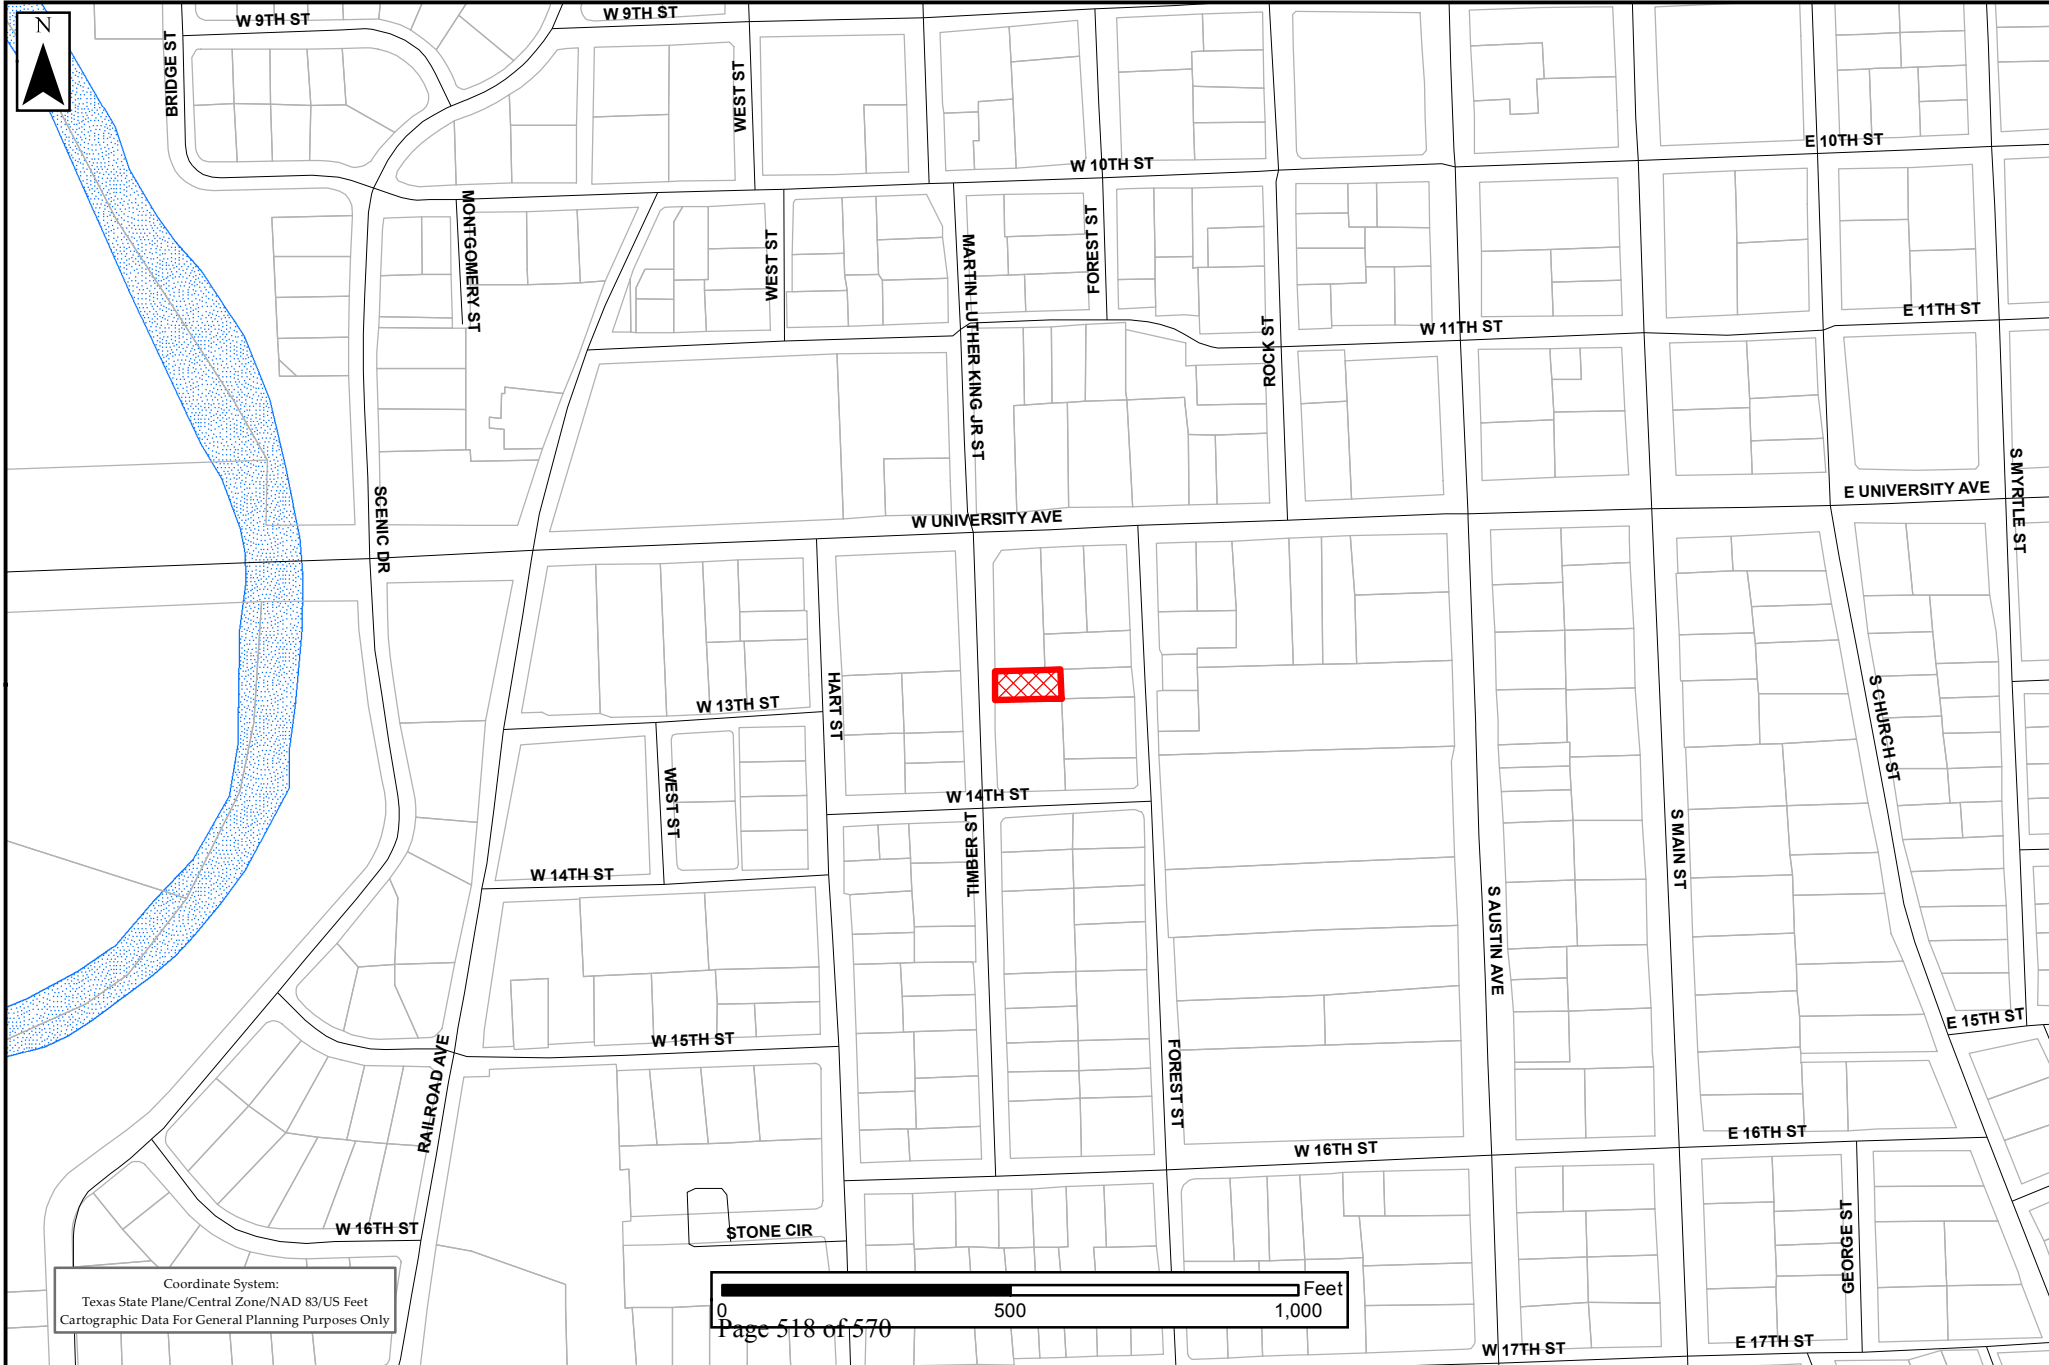 N
W 9TH ST
W 9TH ST
BRIDGE ST
WEST ST
E 10TH ST
W 10TH ST
MONTGOMERY ST
WEST ST
MARTIN LUTHER KING JR ST
FOREST ST
E 11TH ST
W 11TH ST
ROCK ST
SCENIC DR
W UNIVERSITY AVE
E UNIVERSITY AVE
S MYRTLE ST
HART ST
W 13TH ST
S CHURCH ST
WEST ST
W 14TH ST
TIMBER ST
S MAIN ST
W 14TH ST
S AUSTIN AVE
E 15TH ST
W 15TH ST
RAILROAD AVE
FOREST ST
E 16TH ST
W 16TH ST
W 16TH ST
STONE CIR
GEORGE ST
Coordinate System:
Texas State Plane/Central Zone/NAD 83/US Feet
Cartographic Data For General Planning Purposes Only
Feet
0 500 1,000
Page 518 of 570
W 17TH ST
E 17TH ST